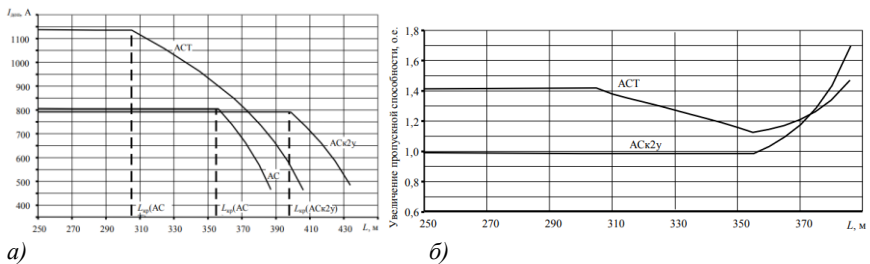 I доп, А
1100
1000
900
800
700
600
500
400
АСТ
АСк2у
АС
Lкр(АС
Lкр(АС
Lкр(АСк2у)
250 270 290 310 330 350 370 390 410 430 L, м
а)
Увеличение пропускной способности, о.е.
1,8
1,6
1,4
1,2
1,0
0,8
0,6
АСТ
АСк2у
250 290 310 330 350 370 L, м
б)